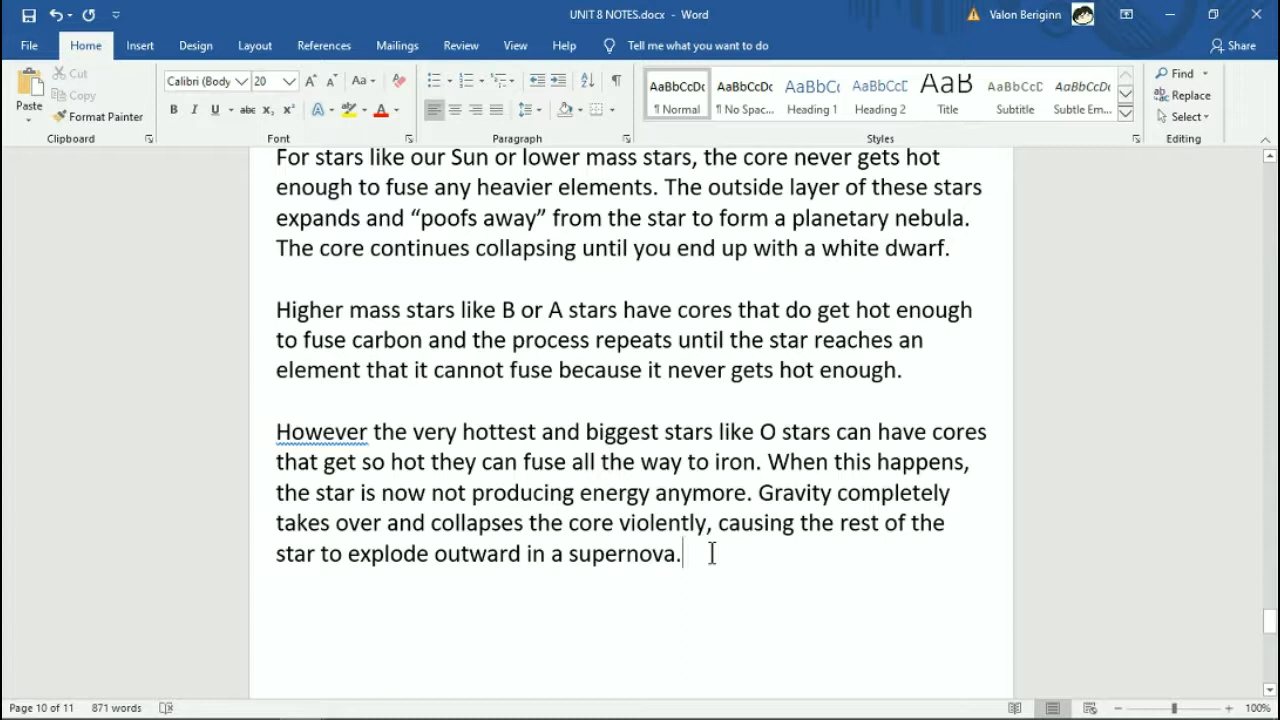 UNIT 8 NOTES.docx - Word
Valon Beriginn
File Home Insert Design Layout References Mailings Review View Help Tell me what you want to do Share
Paste
Cut
Copy
Format Painter
Clipboard
Calibri (Body 20
Font
Paragraph
AaBbCcDc AaBbCcDc AaBbCc AaBbCcD AaB AaBbCcD AaBbCcDc
¶ Normal ¶ No Spac... Heading 1 Heading 2 Title Subtitle Subtle Em...
Styles
Find
Replace
Select
Editing
For stars like our Sun or lower mass stars, the core never gets hot
enough to fuse any heavier elements. The outside layer of these stars
expands and “poofs away” from the star to form a planetary nebula.
The core continues collapsing until you end up with a white dwarf.
Higher mass stars like B or A stars have cores that do get hot enough
to fuse carbon and the process repeats until the star reaches an
element that it cannot fuse because it never gets hot enough.
However the very hottest and biggest stars like O stars can have cores
that get so hot they can fuse all the way to iron. When this happens,
the star is now not producing energy anymore. Gravity completely
takes over and collapses the core violently, causing the rest of the
star to explode outward in a supernova.
Page 10 of 11 871 words 100%